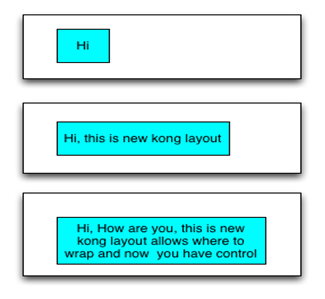 Hi
Hi, this is new kong layout
Hi, How are you, this is new
kong layout allows where to
wrap and now  you have control